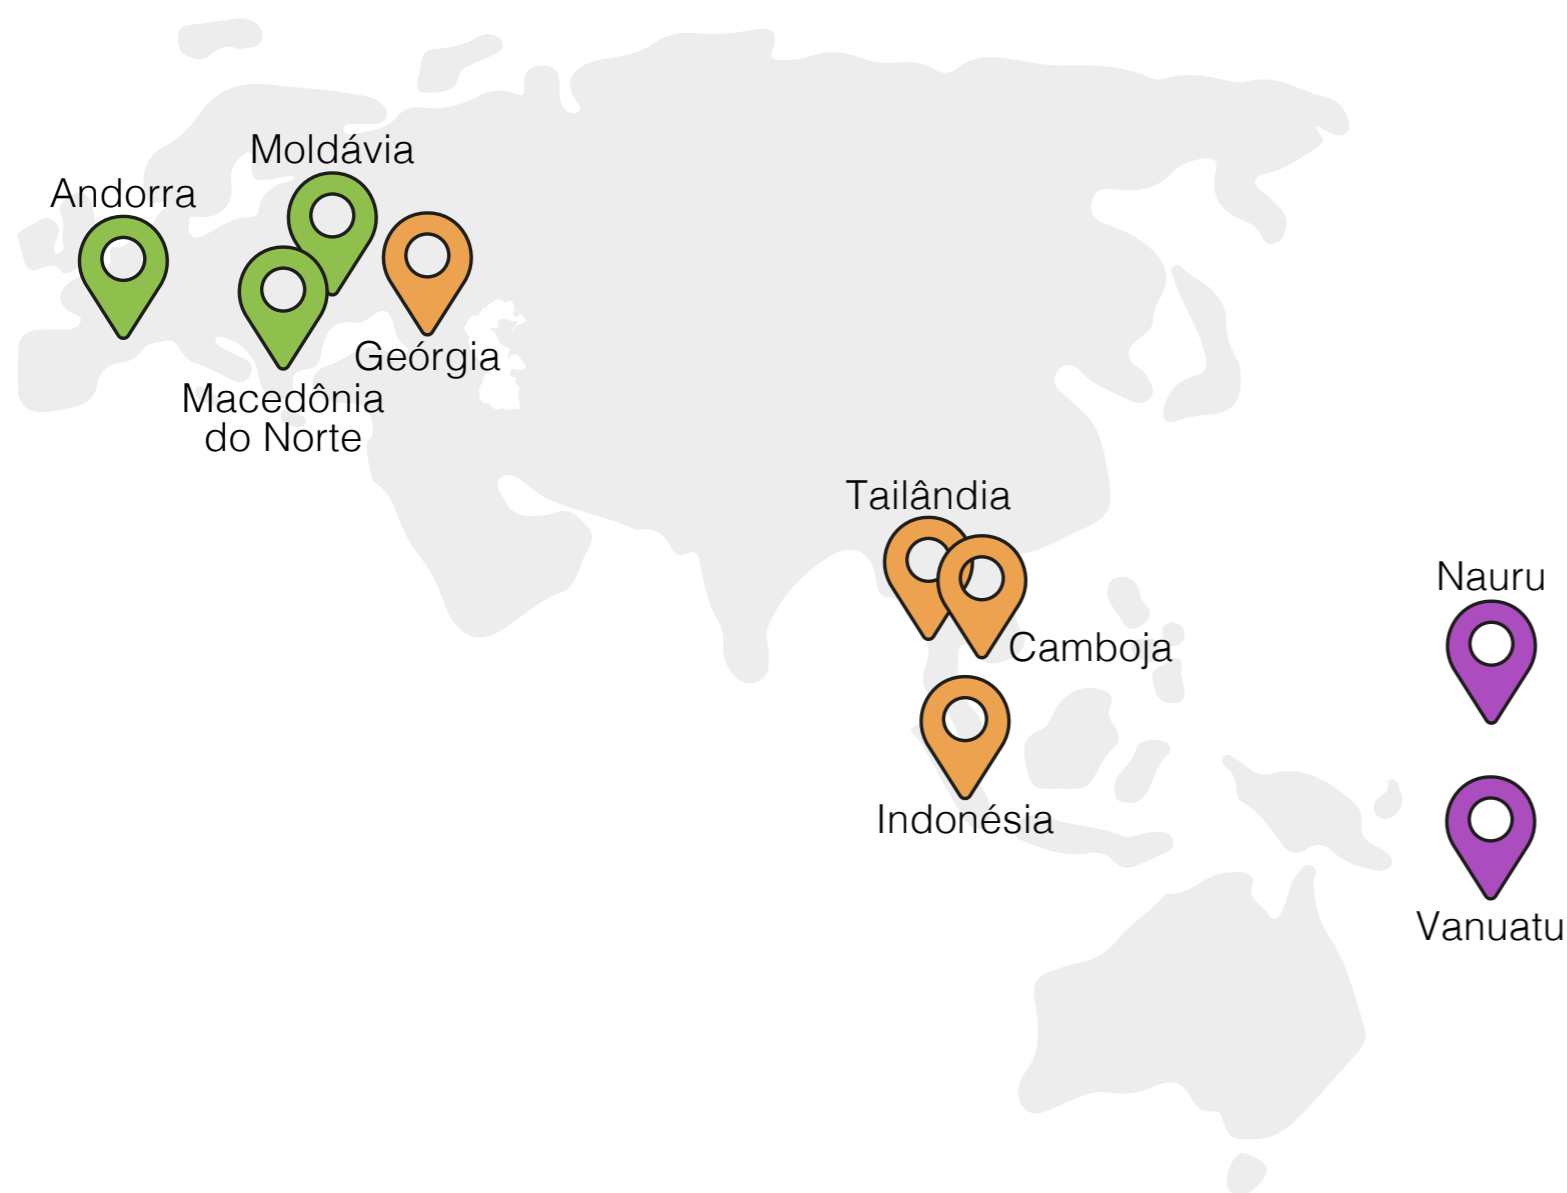 Moldávia
Andorra
Geórgia
Macedônia
do Norte
Tailândia
Nauru
Camboja
Indonésia
Vanuatu